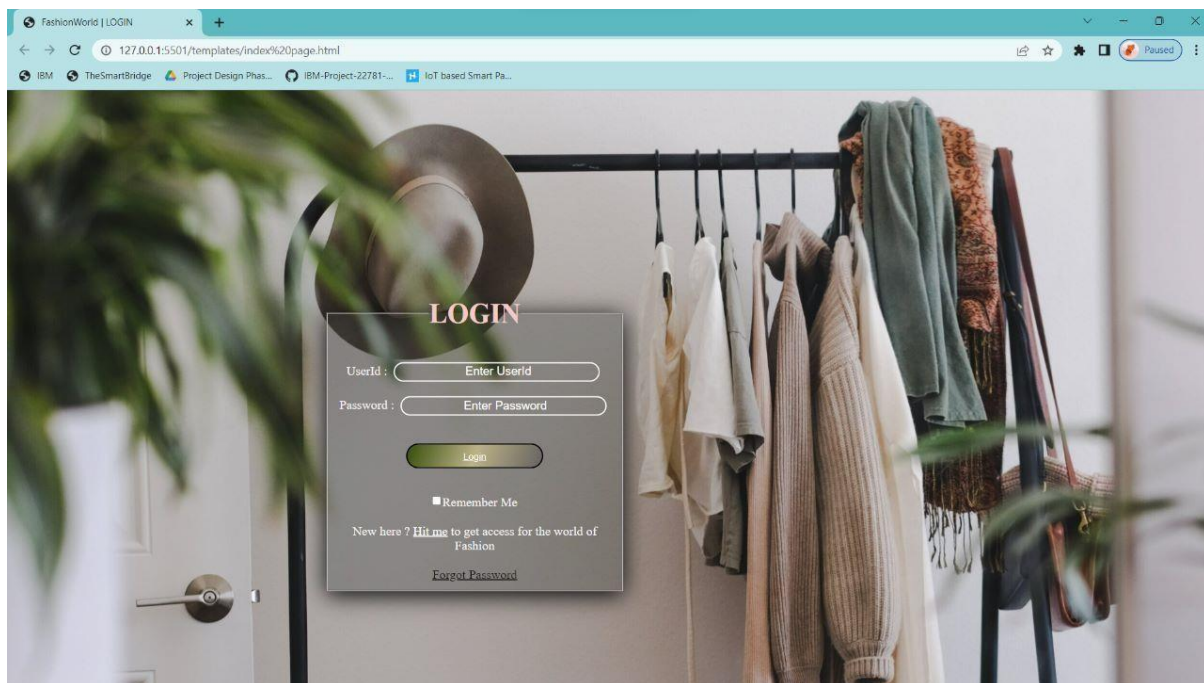 FashionWorld | LOGIN
127.0.0.1:5501/templates/index%20page.html
Paused
IBM TheSmartBridge Project Design Phas... IBM-Project-22781-... IoT based Smart Pa...
LOGIN
UserId : Enter UserId
Password : Enter Password
Login
Remember Me
New here ? Hit me to get access for the world of
Fashion
Forgot Password